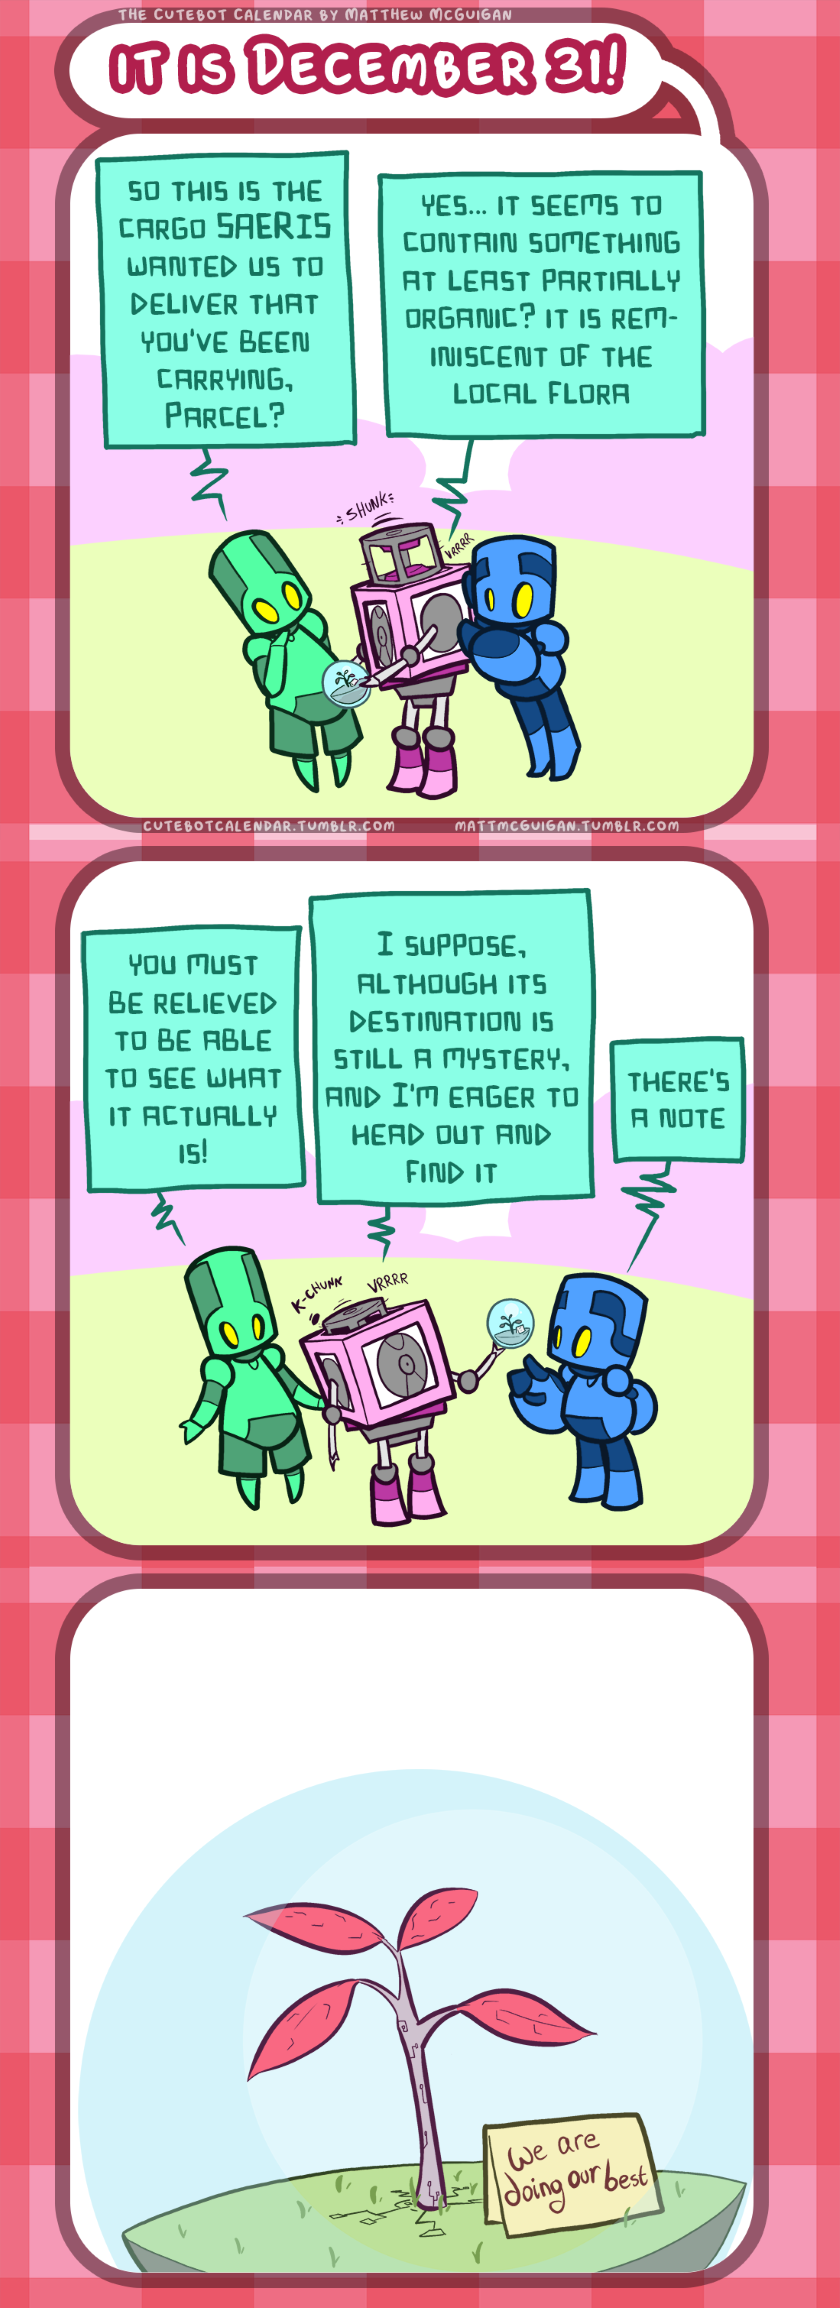 THE CUTEBOT CALENDAR BY MATTHEW MCGUIGAN
IT IS DECEMBER 31!
SO THIS IS THE
CARGO SAERIS
WANTED US TO
DELIVER THAT
YOU'VE BEEN
CARRYING,
PARCEL?
YES... IT SEEMS TO
CONTAIN SOMETHING
AT LEAST PARTIALLY
ORGANIC? IT IS REM-
INISCENT OF THE
LOCAL FLORA
SHUNK
VRRRR
CUTEBOTCALENDAR.TUMBLR.COM
MATTMCGUIGAN.TUMBLR.COM
YOU MUST
BE RELIEVED
TO BE ABLE
TO SEE WHAT
IT ACTUALLY
IS!
I SUPPOSE,
ALTHOUGH ITS
DESTINATION IS
STILL A MYSTERY,
AND I'M EAGER TO
HEAD OUT AND
FIND IT
THERE'S
A NOTE
K-CHUNK
VRRRR
We are
doing our best